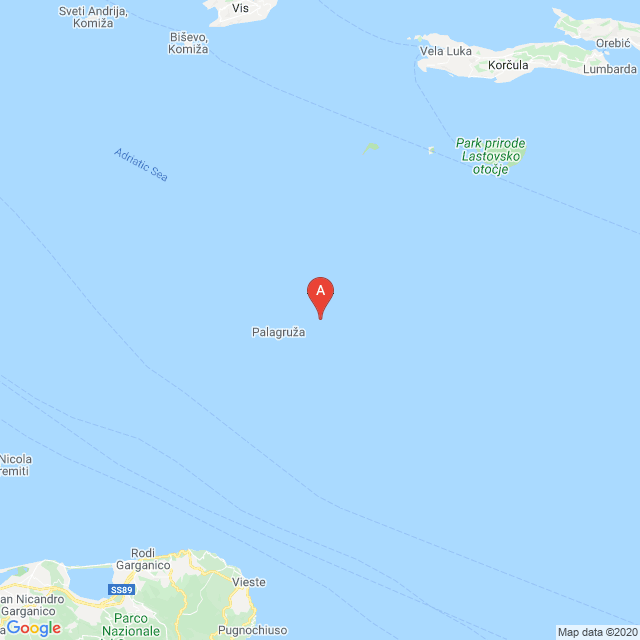 Sveti Andrija,
Komiža
Vis
Biševo,
Komiža
Orebić
Vela Luka
Korčula
Lumbarda
Park prirode
Lastovsko
otočje
Adriatic Sea
A
Palagruža
Nicola
remiti
Rodi
Garganico
Vieste
SS89
an Nicandro
Garganico
Parco
Nazionale
Pugnochiuso
Google
Map data ©2020